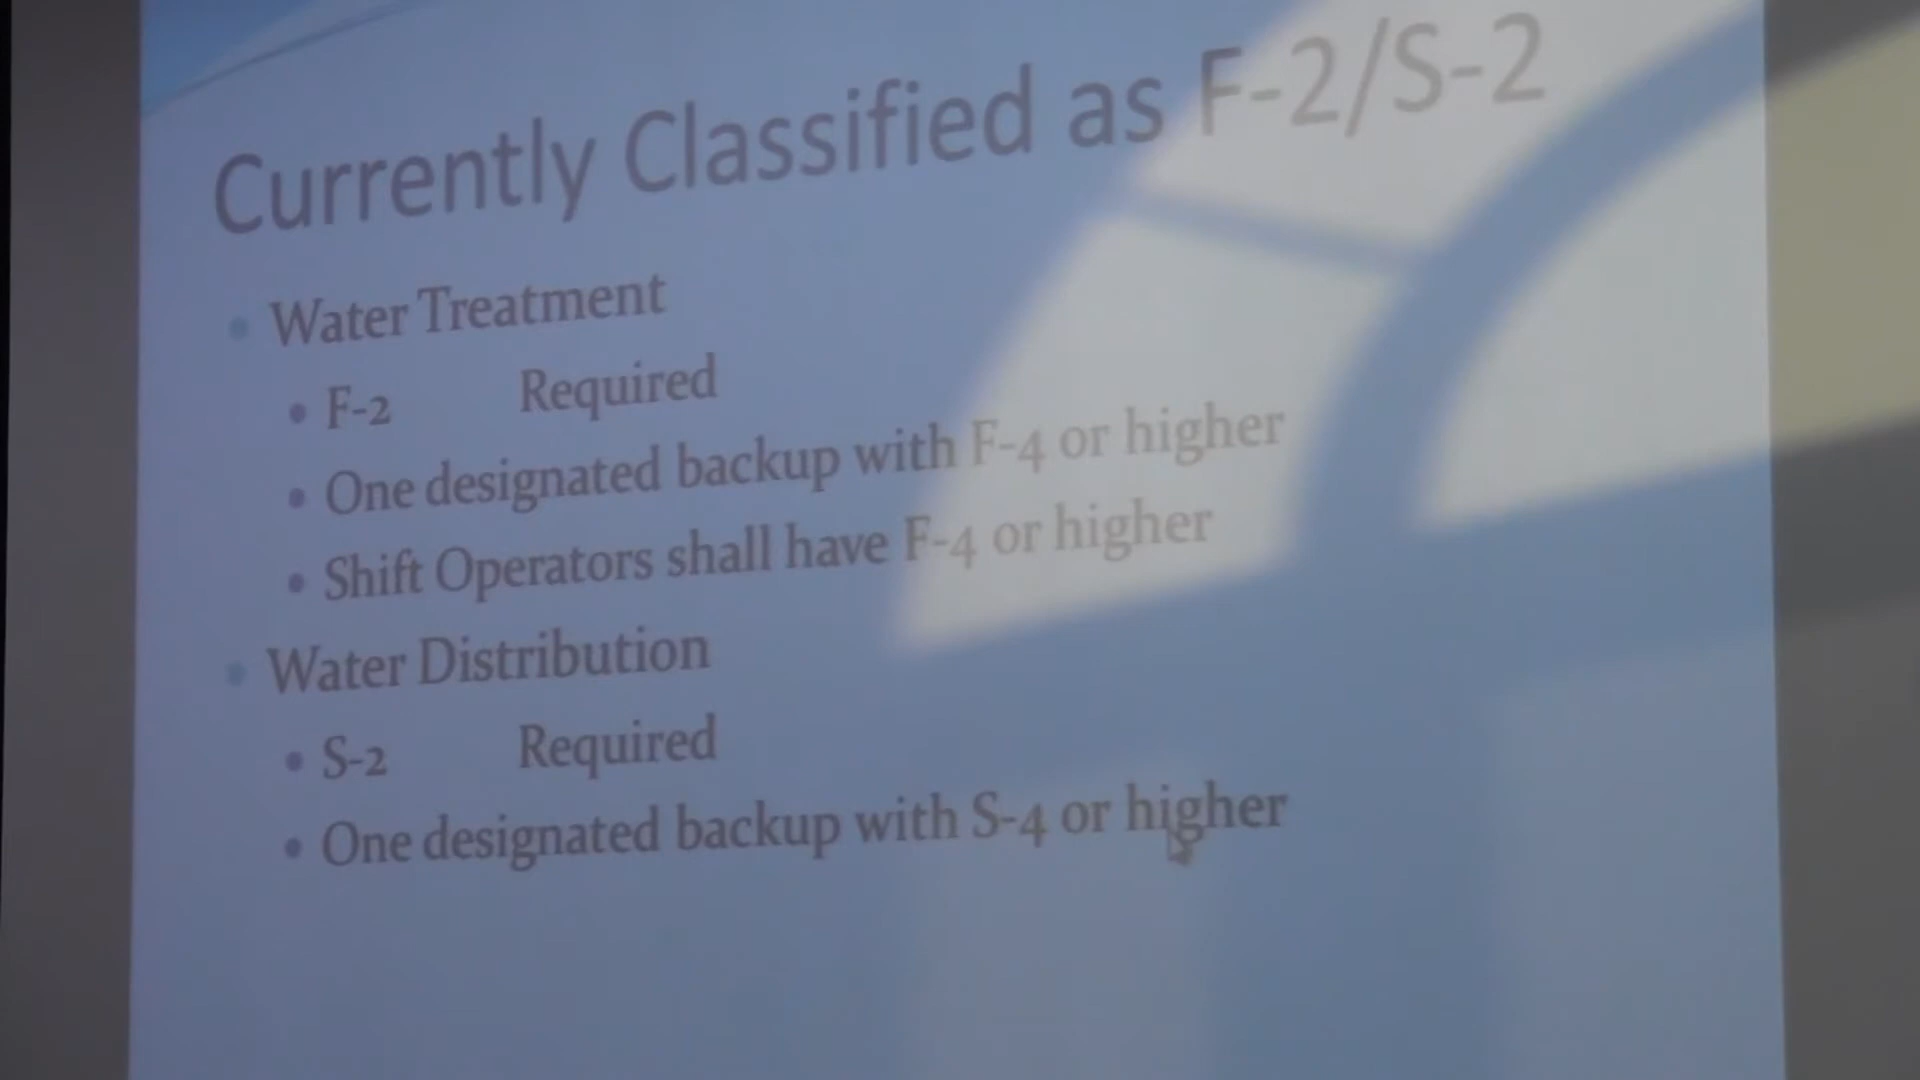 Currently Classified as F-2/S-2
Water Treatment
F-2 Required
One designated backup with F-4 or higher
Shift Operators shall have F-4 or higher
Water Distribution
S-2 Required
One designated backup with S-4 or higher